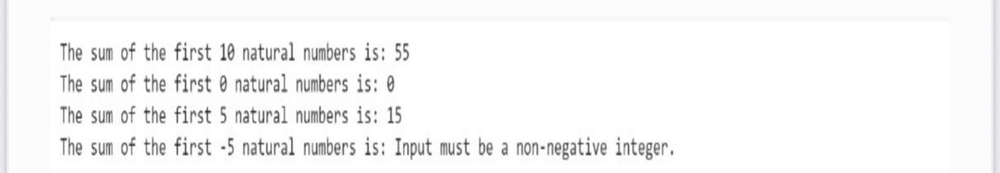 The sum of the first 10 natural numbers is: 55
The sum of the first 0 natural numbers is: 0
The sum of the first 5 natural numbers is: 15
The sum of the first -5 natural numbers is: Input must be a non-negative integer.